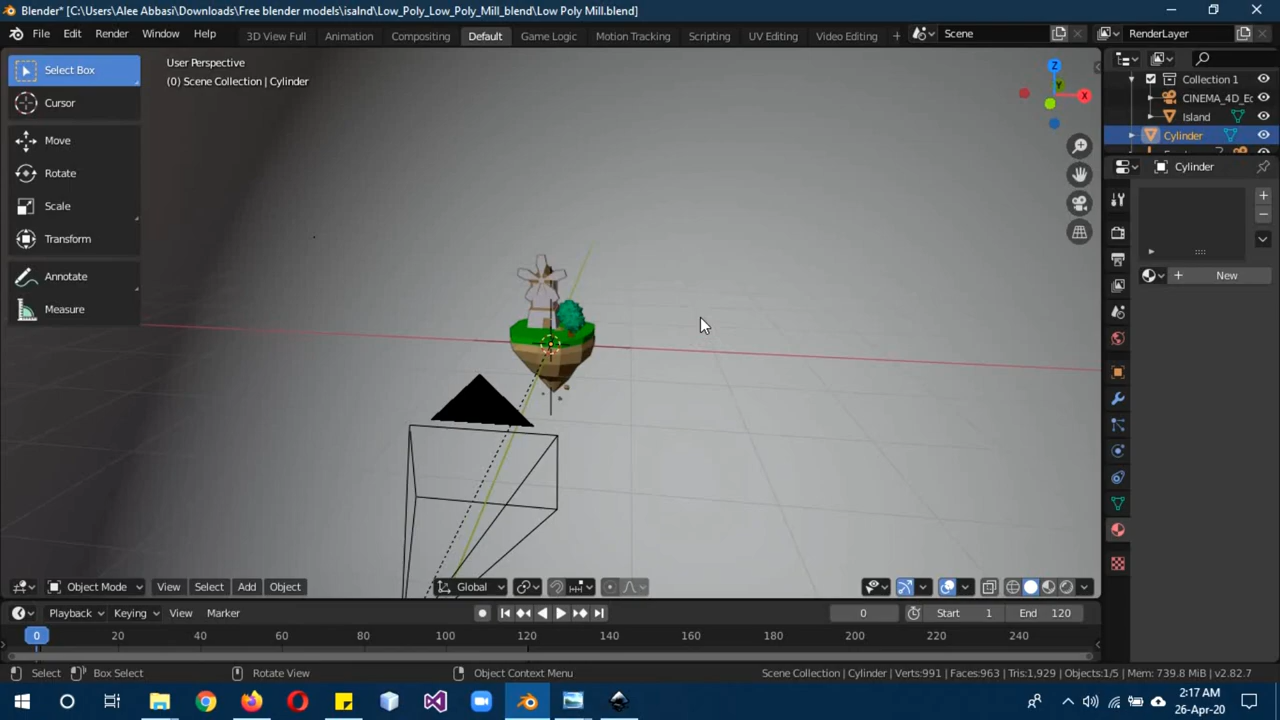 Blender* [C:\Users\Alee Abbasi\Downloads\Free blender models\isalnd\Low_Poly_Low_Poly_Mill_blend\Low Poly Mill.blend]
File Edit Render Window Help 3D View Full Animation Compositing Default Game Logic Motion Tracking Scripting UV Editing Video Editing + Scene RenderLayer
Select Box
Cursor
Move
Rotate
Scale
Transform
Annotate
Measure
User Perspective
(0) Scene Collection | Cylinder
Z
Y
X
Collection 1
CINEMA_4D_Ec
Island
Cylinder
Cylinder
New
Object Mode View Select Add Object Global
Playback Keying View Marker 0 Start 1 End 120
0 20 40 60 80 100 120 140 160 180 200 220 240
Select Box Select Rotate View Object Context Menu Scene Collection | Cylinder | Verts:991 | Faces:963 | Tris:1,929 | Objects:1/5 | Mem: 739.8 MiB | v2.82.7
2:17 AM
26-Apr-20